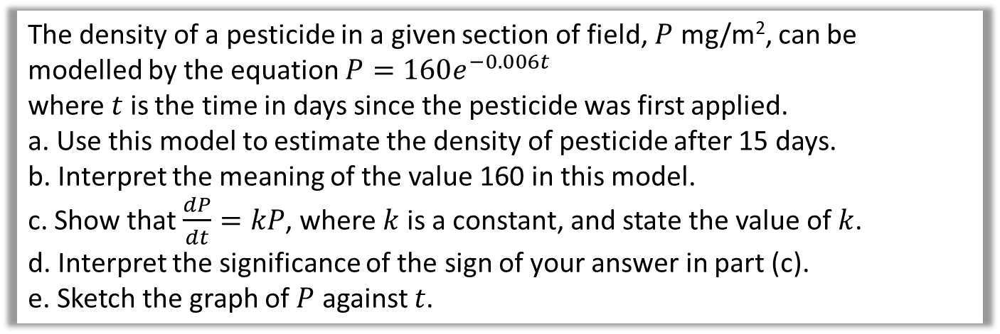 The density of a pesticide in a given section of field, P mg/m², can be
modelled by the equation P = 160e^{−0.006t}
where t is the time in days since the pesticide was first applied.
a. Use this model to estimate the density of pesticide after 15 days.
b. Interpret the meaning of the value 160 in this model.
c. Show that dP/dt = kP, where k is a constant, and state the value of k.
d. Interpret the significance of the sign of your answer in part (c).
e. Sketch the graph of P against t.